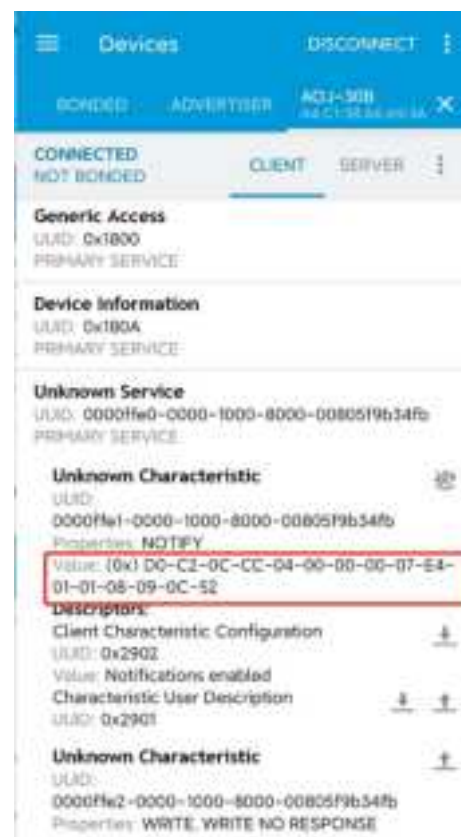 Devices
DISCONNECT
BONDED
ADVERTISER
CONNECTED
NOT BONDED
CLIENT
SERVER
Generic Access
UUID: 0x1800
PRIMARY SERVICE
Device Information
UUID: 0x180A
PRIMARY SERVICE
Unknown Service
UUID: 0000ffe0-0000-1000-8000-00805f9b34fb
PRIMARY SERVICE
Unknown Characteristic
UUID:
0000ffe1-0000-1000-8000-00805f9b34fb
Properties: NOTIFY
Value: (0x) D0-C2-0C-CC-04-00-00-00-07-E4-
01-01-08-09-0C-52
Descriptors:
Client Characteristic Configuration
UUID: 0x2902
Value: Notifications enabled
Characteristic User Description
UUID: 0x2901
Unknown Characteristic
UUID:
0000ffe2-0000-1000-8000-00805f9b34fb
Properties: WRITE, WRITE NO RESPONSE